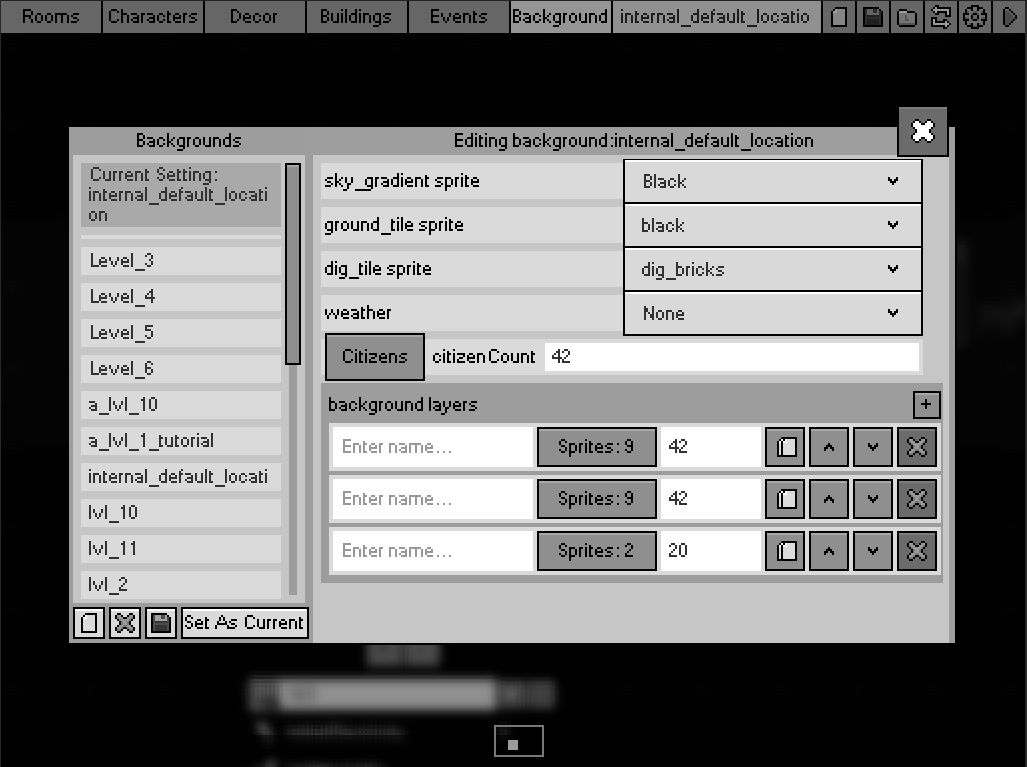 Rooms Characters Decor Buildings Events Background internal_default_locatio
Backgrounds
Editing background:internal_default_location
Current Setting:
internal_default_locati
on
Level_3
Level_4
Level_5
Level_6
a_lvl_10
a_lvl_1_tutorial
internal_default_locati
lvl_10
lvl_11
lvl_2
Set As Current
sky_gradient sprite Black
ground_tile sprite black
dig_tile sprite dig_bricks
weather None
Citizens citizenCount 42
background layers +
Enter name... Sprites: 9 42
Enter name... Sprites: 9 42
Enter name... Sprites: 2 20